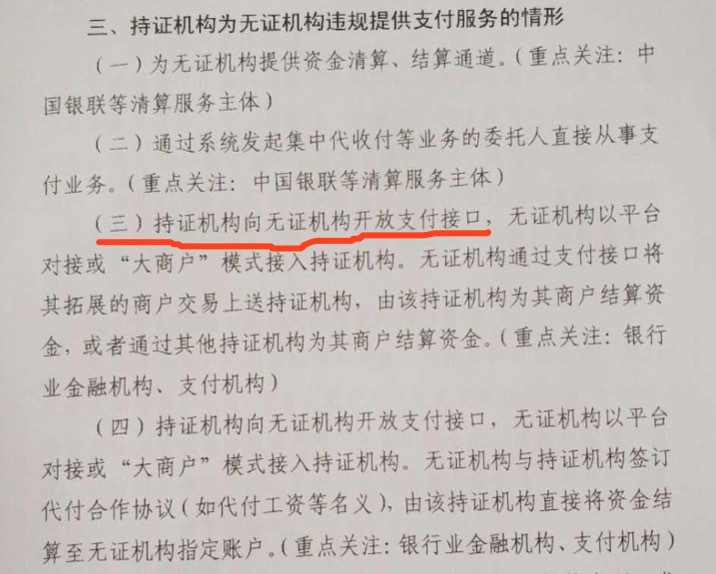 三、持证机构为无证机构违规提供支付服务的情形
（一）为无证机构提供资金清算、结算通道。（重点关注：中
国银联等清算服务主体）
（二）通过系统发起集中代收付等业务的委托人直接从事支
付业务。（重点关注：中国银联等清算服务主体）
（三）持证机构向无证机构开放支付接口，无证机构以平台
对接或“大商户”模式接入持证机构。无证机构通过支付接口将
其拓展的商户交易上送持证机构，由该持证机构为其商户结算资
金，或者通过其他持证机构为其商户结算资金。（重点关注：银行
业金融机构、支付机构）
（四）持证机构向无证机构开放支付接口，无证机构以平台
对接或“大商户”模式接入持证机构。无证机构与持证机构签订
代付合作协议（如代付工资等名义），由该持证机构直接将资金结
算至无证机构指定账户。（重点关注：银行业金融机构、支付机构）